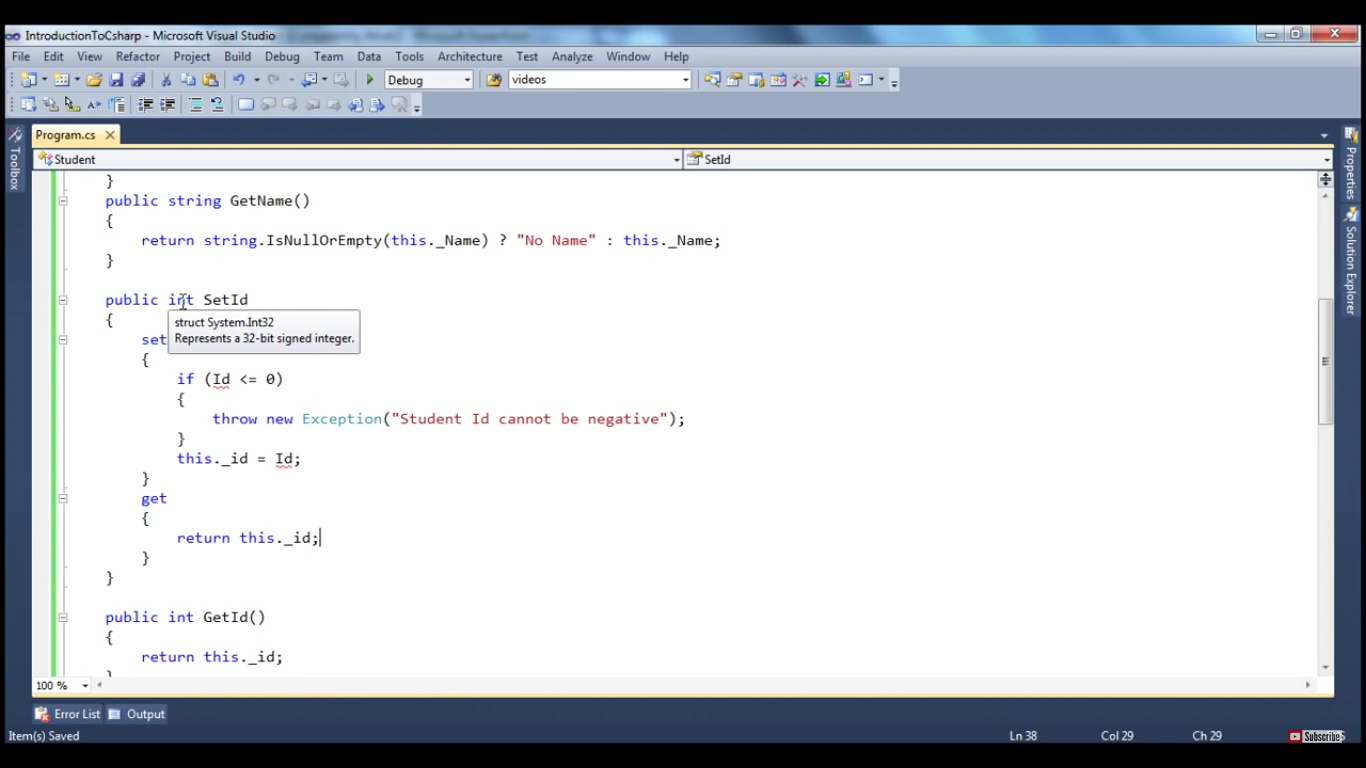 IntroductionToCsharp - Microsoft Visual Studio
File Edit View Refactor Project Build Debug Team Data Tools Architecture Test Analyze Window Help
Debug videos
Toolbox
Program.cs
Student SetId
}
public string GetName()
{
return string.IsNullOrEmpty(this._Name) ? "No Name" : this._Name;
}
public int SetId
{
struct System.Int32
Represents a 32-bit signed integer.
set
{
if (Id <= 0)
{
throw new Exception("Student Id cannot be negative");
}
this._id = Id;
}
get
{
return this._id;
}
}
public int GetId()
{
return this._id;
100 %
Properties
Solution Explorer
Error List Output
Item(s) Saved Ln 38 Col 29 Ch 29
Subscribe